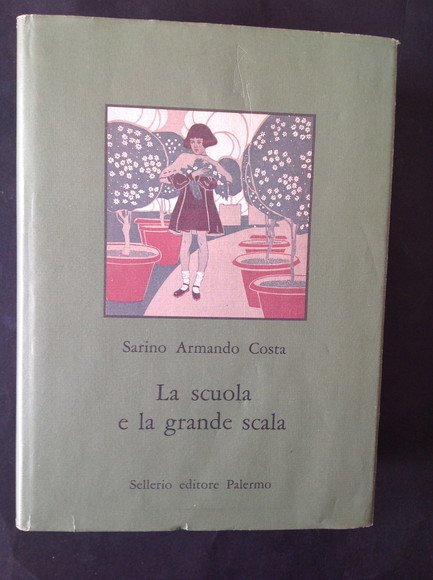 Sarino Armando Costa
La scuola
e la grande scala
Sellerio editore Palermo